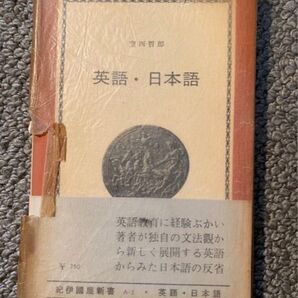 空西哲郎
英語・日本語
英語教育に経験ぶかい
著者が独自の文法観か
ら新しく展開する英語
からみた日本語の反省
¥ 250
紀伊國屋新書 A-2 ・ 英語・日本語